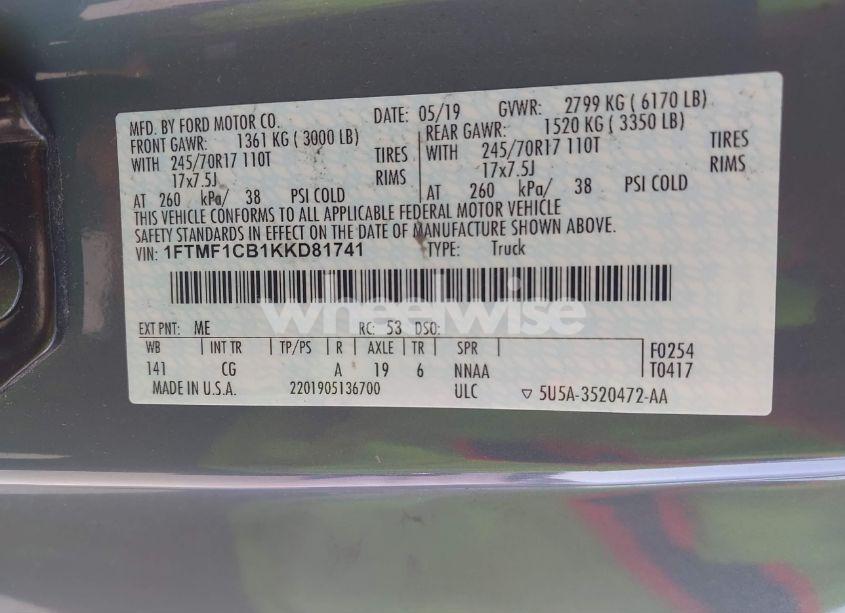 MFD. BY FORD MOTOR CO. DATE: 05/19 GVWR: 2799 KG ( 6170 LB)
FRONT GAWR: 1361 KG ( 3000 LB) REAR GAWR: 1520 KG ( 3350 LB)
WITH 245/70R17 110T TIRES WITH 245/70R17 110T TIRES
17x7.5J RIMS 17x7.5J RIMS
AT 260 kPa/ 38 PSI COLD AT 260 kPa/ 38 PSI COLD
THIS VEHICLE CONFORMS TO ALL APPLICABLE FEDERAL MOTOR VEHICLE
SAFETY STANDARDS IN EFFECT ON THE DATE OF MANUFACTURE SHOWN ABOVE.
VIN: 1FTMF1CB1KKD81741 TYPE: Truck
wheelwise
EXT PNT: ME RC: 53 DSO:
WB INT TR TP/PS R AXLE TR SPR F0254
141 CG A 19 6 NNAA T0417
MADE IN U.S.A. 2201905136700 ULC ▽ 5U5A-3520472-AA